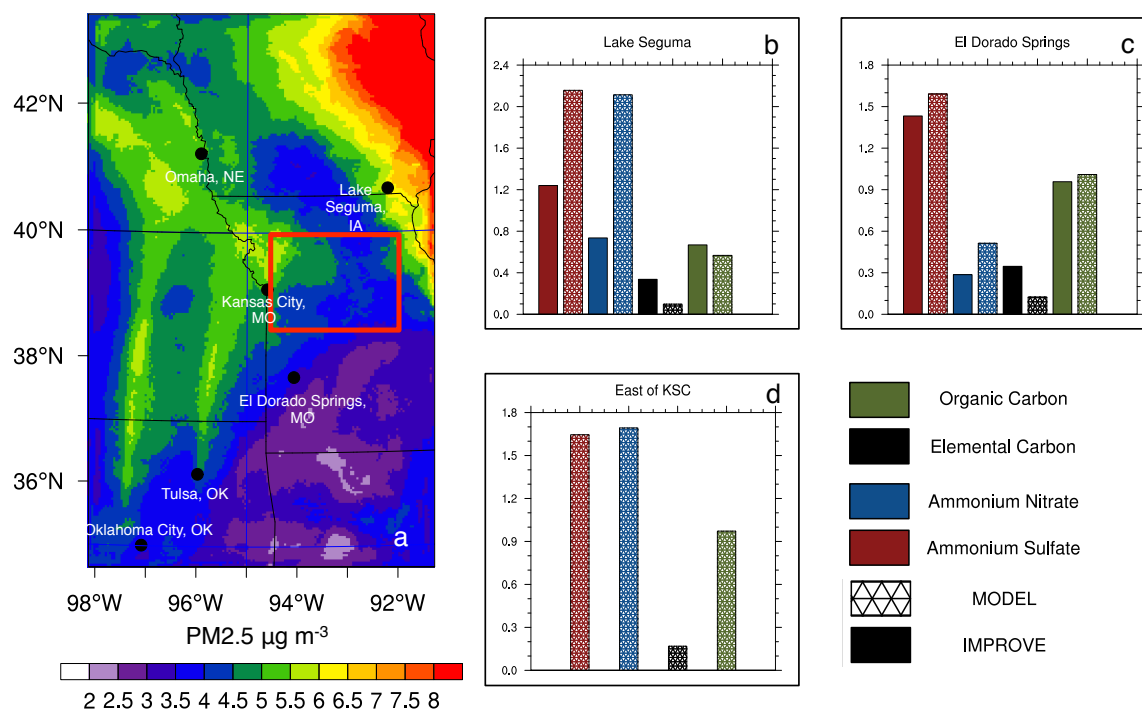 42°N
40°N
38°N
36°N
98°W
96°W
94°W
92°W
Omaha, NE
Lake
Seguma,
IA
Kansas City,
MO
El Dorado Springs,
MO
Tulsa, OK
Oklahoma City, OK
a
PM2.5 µg m-3
2 2.5 3 3.5 4 4.5 5 5.5 6 6.5 7 7.5 8
Lake Seguma
b
2.4
2.0
1.6
1.2
0.8
0.4
0.0
El Dorado Springs
c
1.8
1.5
1.2
0.9
0.6
0.3
0.0
East of KSC
d
1.8
1.5
1.2
0.9
0.6
0.3
0.0
Organic Carbon
Elemental Carbon
Ammonium Nitrate
Ammonium Sulfate
MODEL
IMPROVE